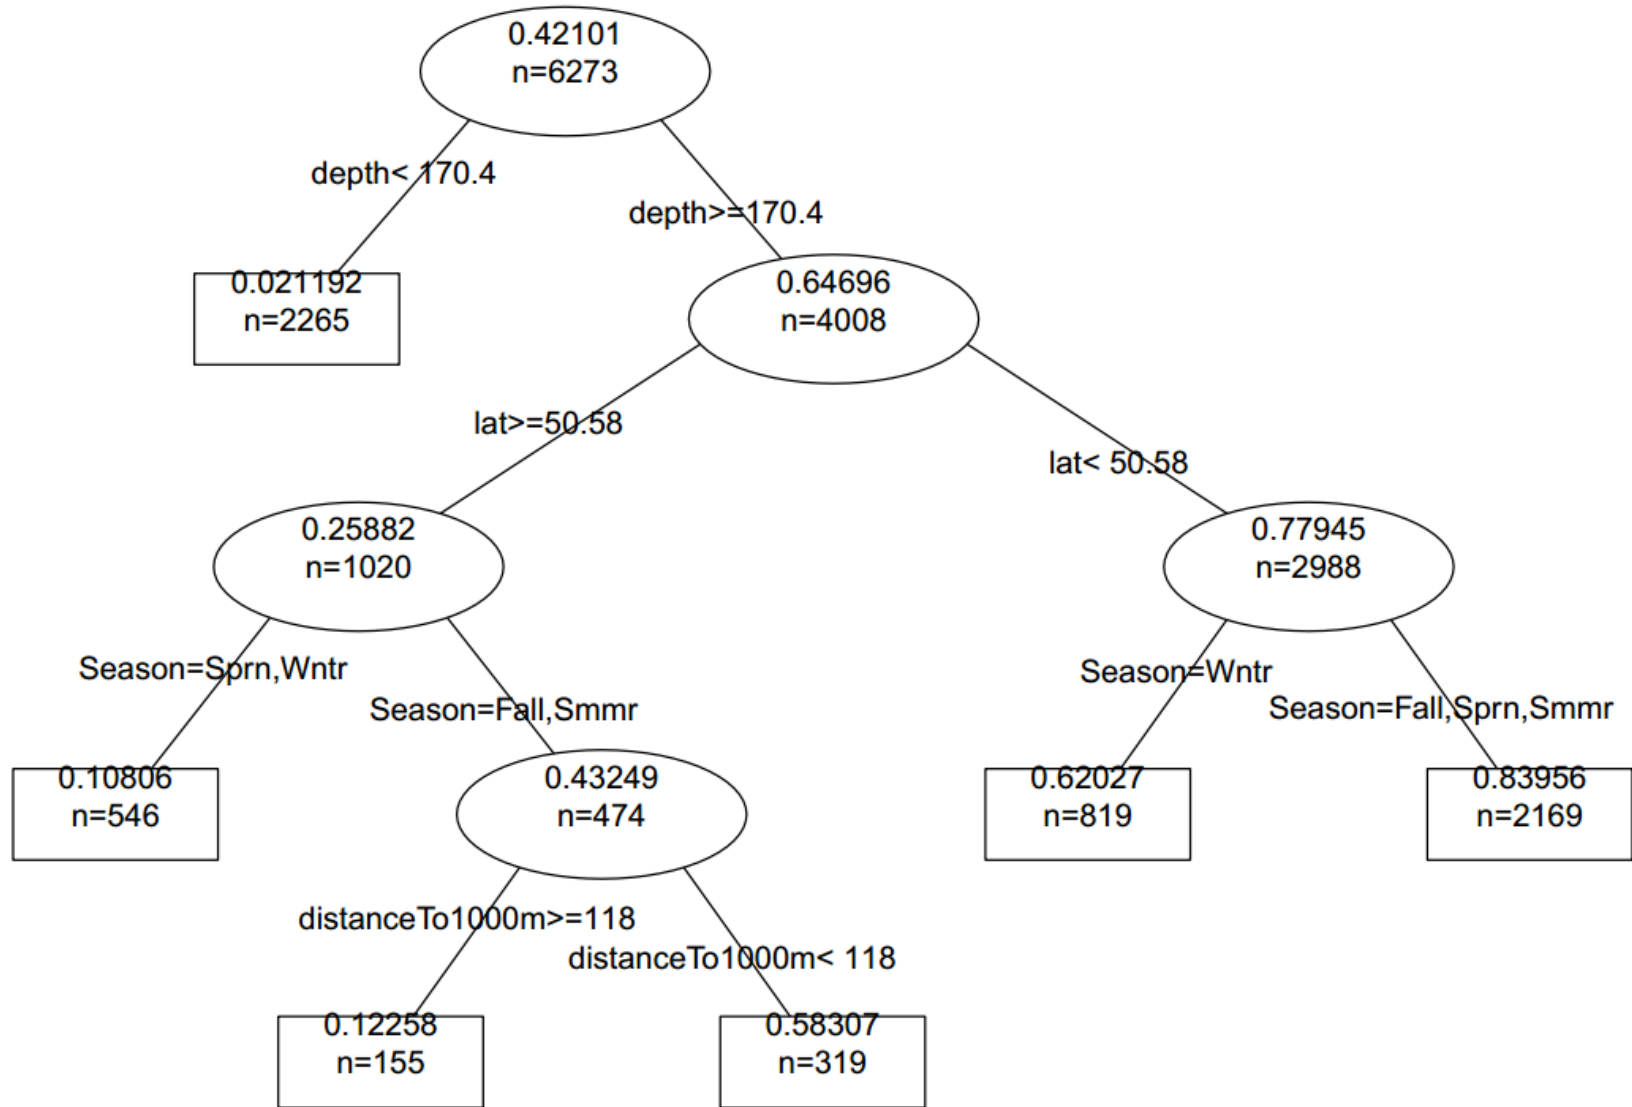 0.42101
n=6273
depth< 170.4
depth>=170.4
0.021192
n=2265
0.64696
n=4008
lat>=50.58
lat< 50.58
0.25882
n=1020
0.77945
n=2988
Season=Sprn,Wntr
Season=Fall,Smmr
Season=Wntr
Season=Fall,Sprn,Smmr
0.10806
n=546
0.43249
n=474
0.62027
n=819
0.83956
n=2169
distanceTo1000m>=118
distanceTo1000m< 118
0.12258
n=155
0.58307
n=319